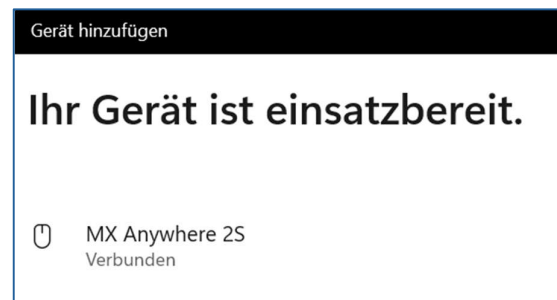 Gerät hinzufügen
Ihr Gerät ist einsatzbereit.
MX Anywhere 2S
Verbunden